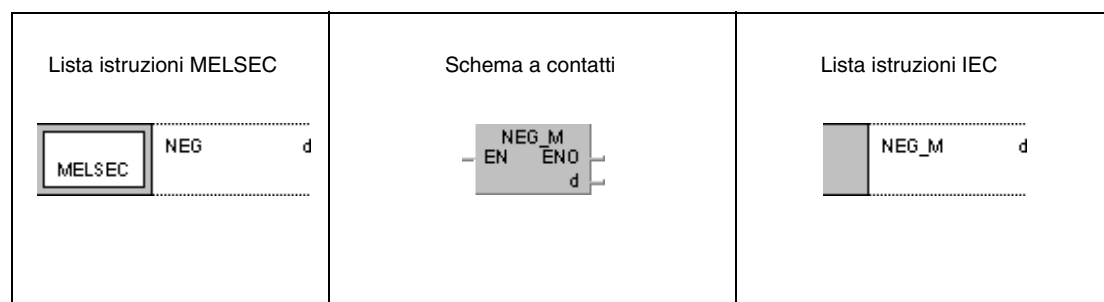 Lista istruzioni MELSEC
MELSEC
NEG d
Schema a contatti
NEG_M
EN ENO
d
Lista istruzioni IEC
NEG_M d